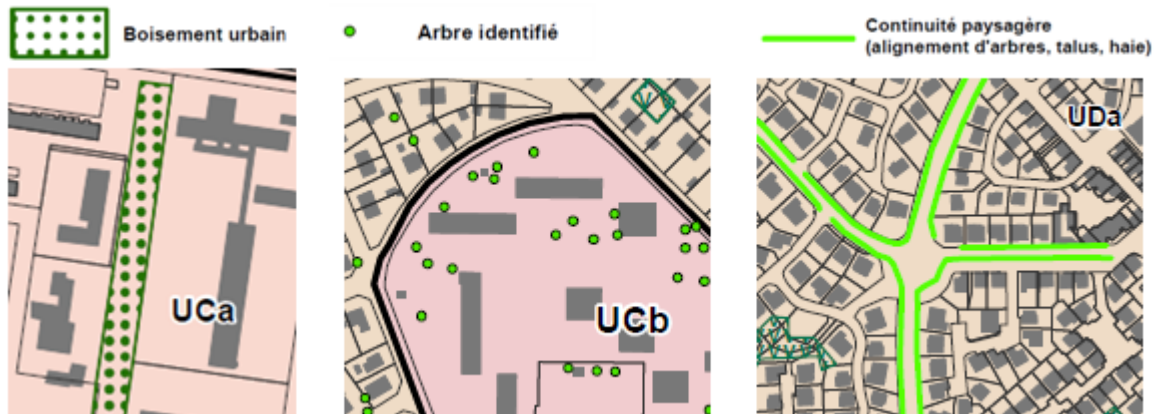 Boisement urbain
Arbre identifié
Continuité paysagère
(alignement d'arbres, talus, haie)
UCa
UCb
UDa